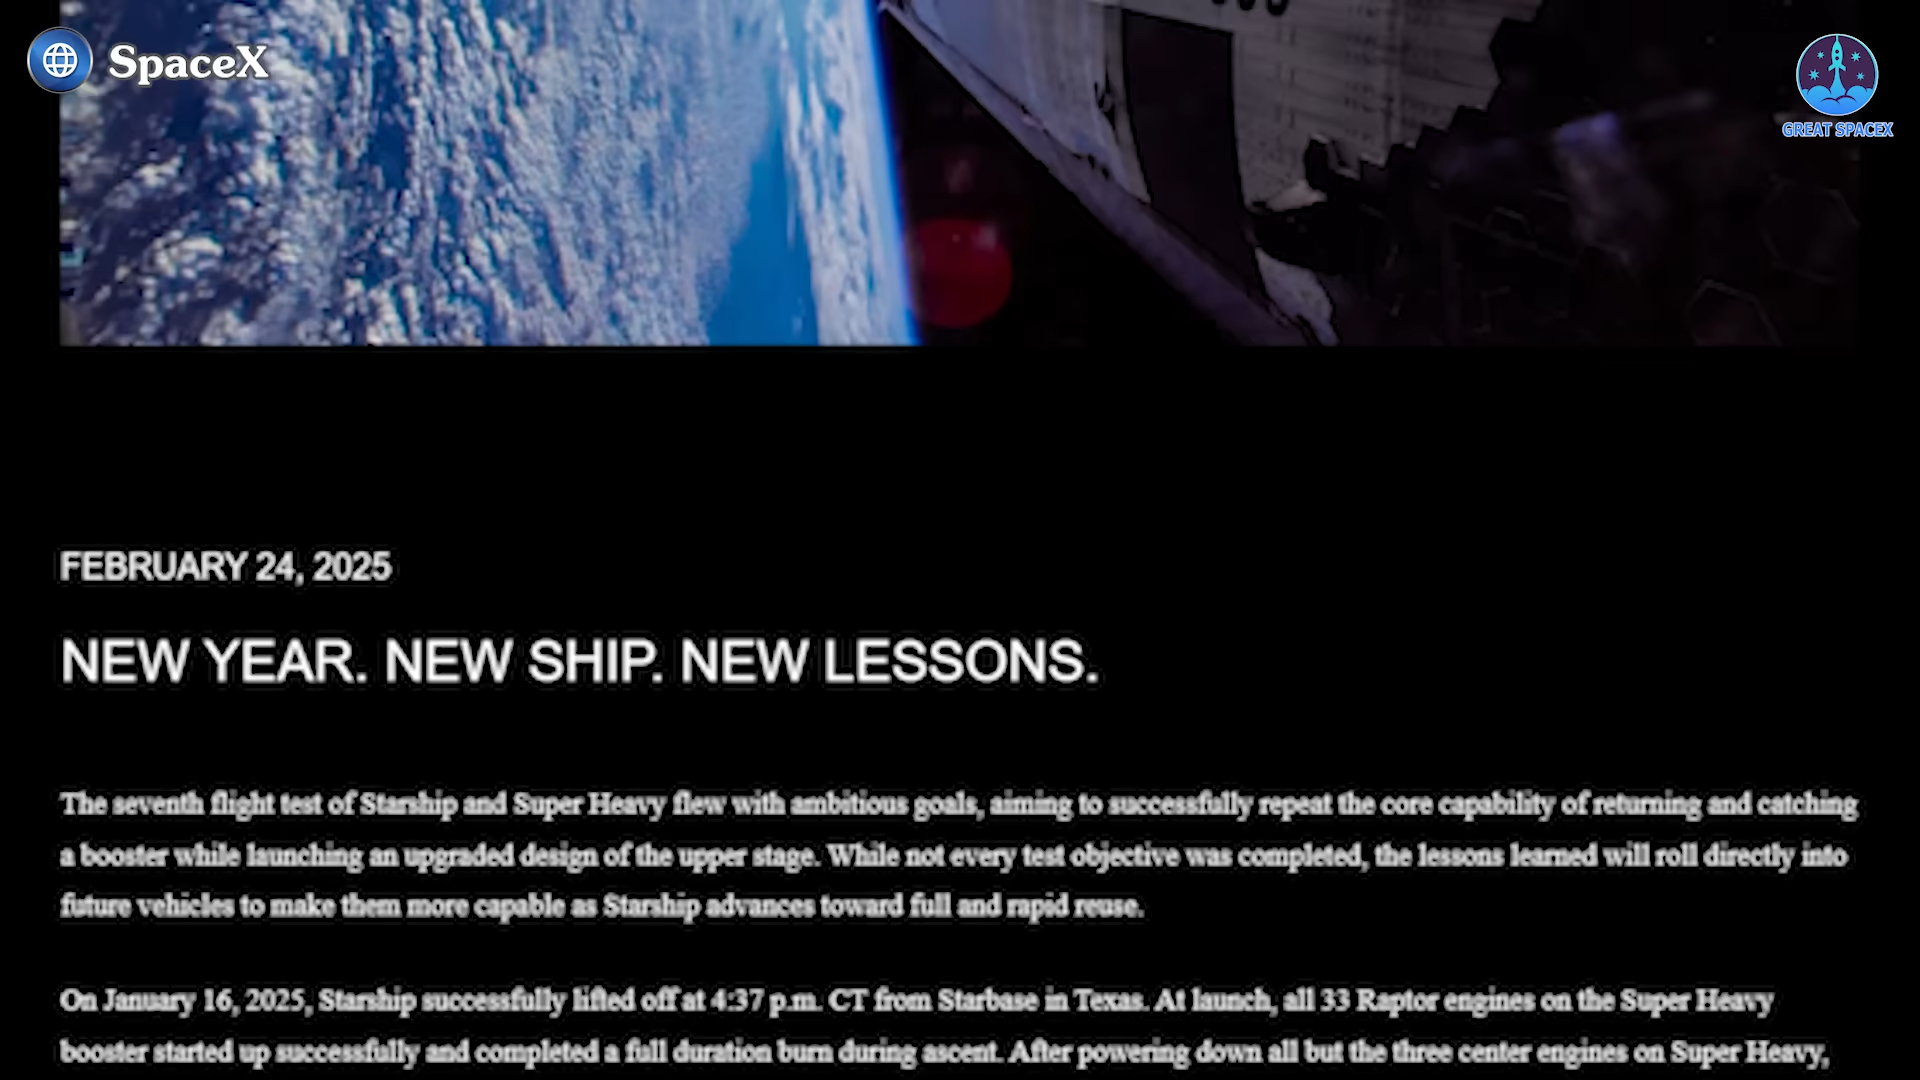 SpaceX
GREAT SPACEX
FEBRUARY 24, 2025
NEW YEAR. NEW SHIP. NEW LESSONS.
The seventh flight test of Starship and Super Heavy flew with ambitious goals, aiming to successfully repeat the core capability of returning and catching
a booster while launching an upgraded design of the upper stage. While not every test objective was completed, the lessons learned will roll directly into
future vehicles to make them more capable as Starship advances toward full and rapid reuse.
On January 16, 2025, Starship successfully lifted off at 4:37 p.m. CT from Starbase in Texas. At launch, all 33 Raptor engines on the Super Heavy
booster started up successfully and completed a full duration burn during ascent. After powering down all but the three center engines on Super Heavy,